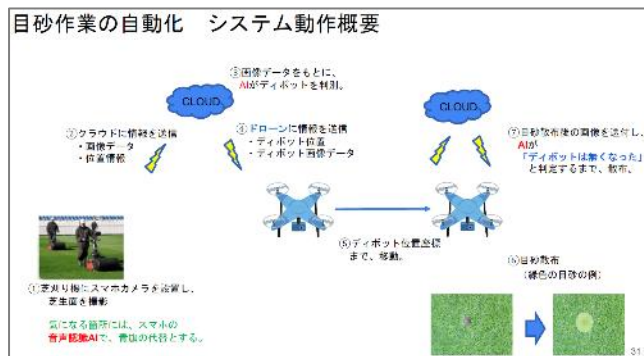 目砂作業の自動化　システム動作概要
③画像データをもとに、
AIがディボットを判別。
CLOUD
CLOUD
②クラウドに情報を送信
・画像データ
・位置情報
④ドローンに情報を送信
・ディボット位置
・ディボット画像データ
⑦目砂散布後の画像を送付し、
AIが
「ディボットは無くなった」
と判定するまで、散布。
⑤ディボット位置座標
まで、移動。
⑥目砂散布
（緑色の目砂の例）
①芝刈り機にスマホカメラを設置し、
芝生面を撮影
気になる箇所には、スマホの
音声認識AIで、の代替とする。
31